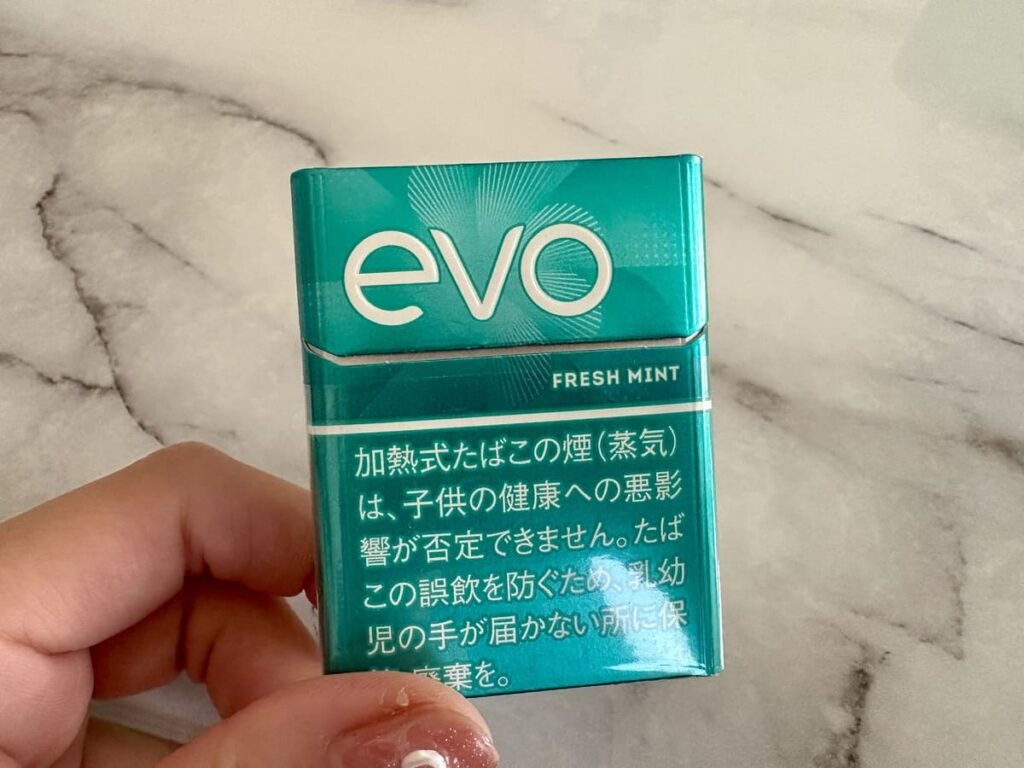 evo
FRESH MINT
加熱式たばこの煙(蒸気)
は、子供の健康への悪影
響が否定できません。たば
この誤飲を防ぐため、乳幼
児の手が届かない所に保
廃棄を。